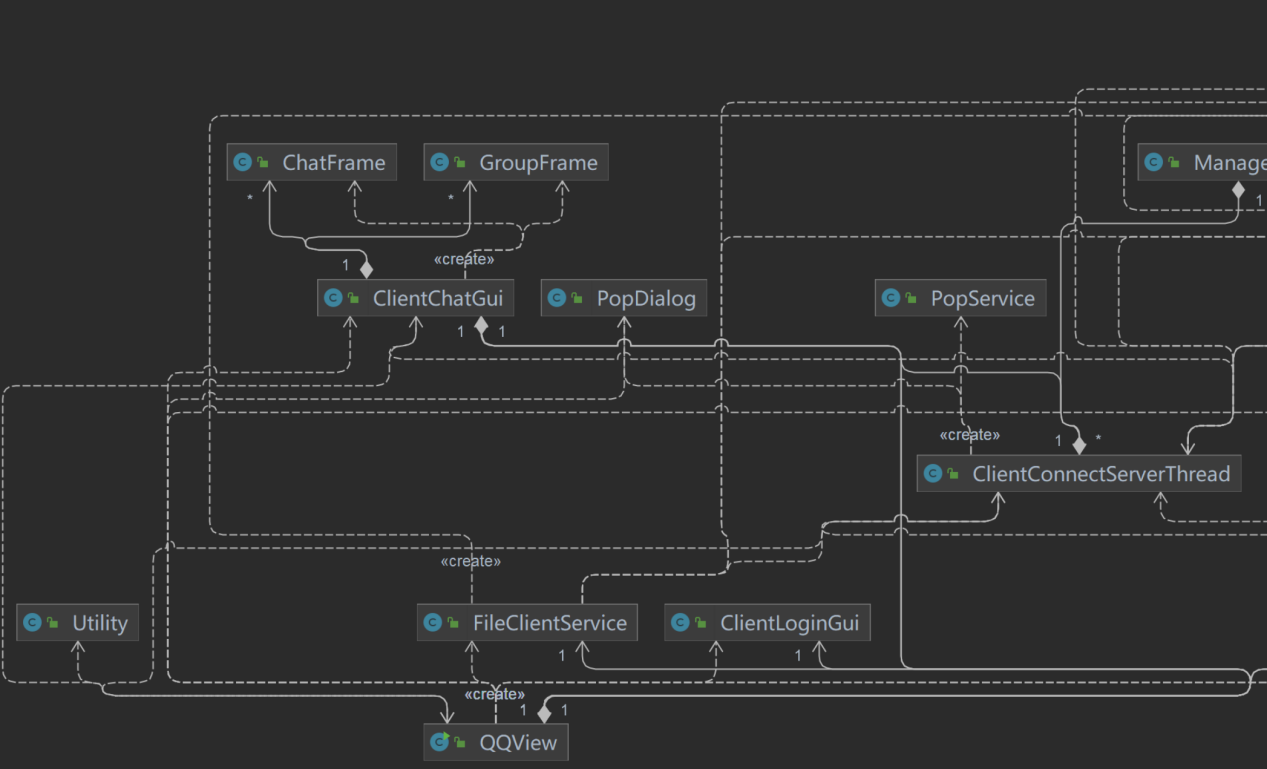 ChatFrame
GroupFrame
Manage
*
*
1
1
«create»
ClientChatGui
PopDialog
PopService
1
1
«create»
1
*
ClientConnectServerThread
«create»
Utility
FileClientService
ClientLoginGui
1
1
«create»
1
1
QQView